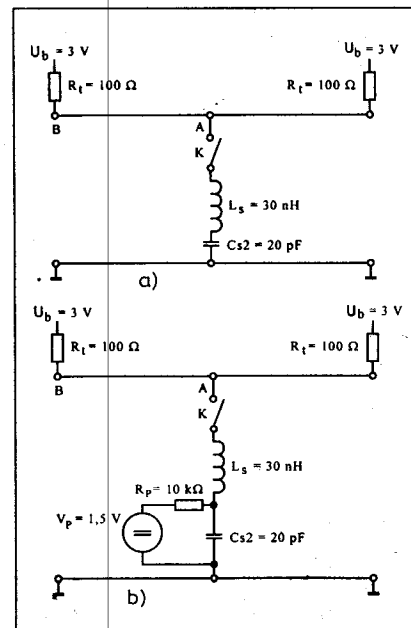 U_b = 3 V U_b = 3 V
R_t = 100 Ω R_t = 100 Ω
B A
K
L_s = 30 nH
Cs2 = 20 pF
a)
U_b = 3 V U_b = 3 V
R_t = 100 Ω R_t = 100 Ω
B A
K
L_s = 30 nH
R_P = 10 kΩ
V_P = 1,5 V
Cs2 = 20 pF
b)